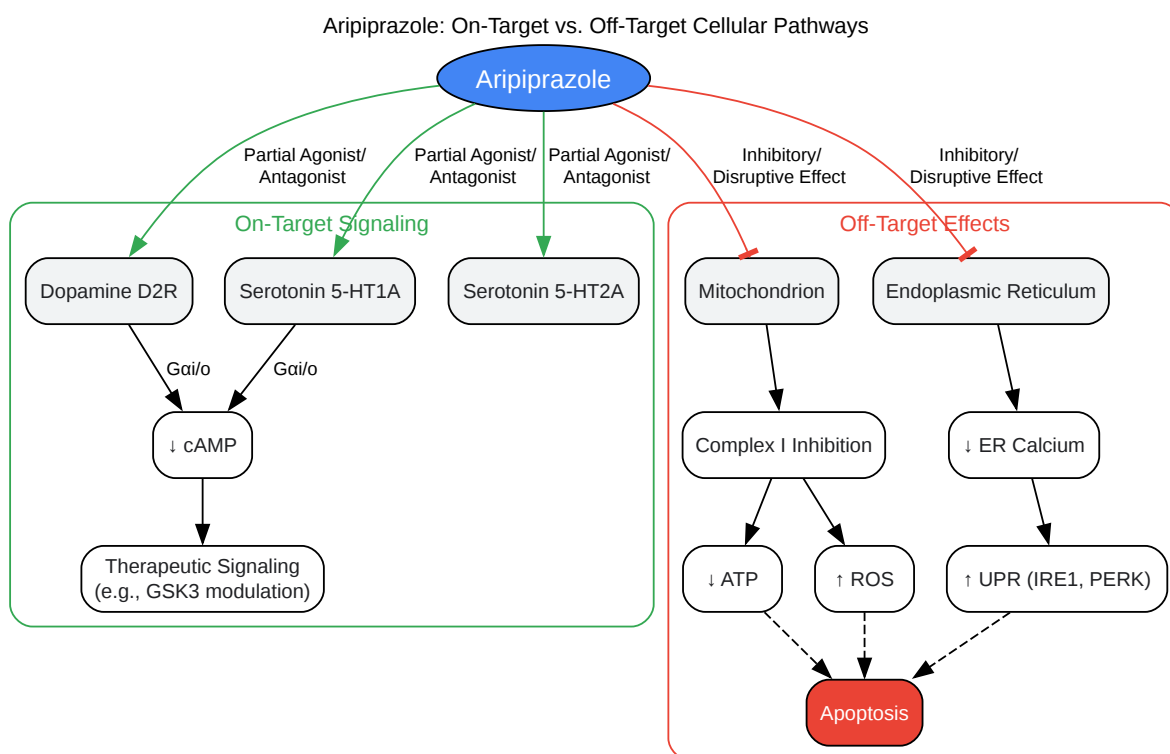 Aripiprazole: On-Target vs. Off-Target Cellular Pathways
Aripiprazole
Partial Agonist/
Antagonist
Partial Agonist/
Antagonist
Partial Agonist/
Antagonist
Inhibitory/
Disruptive Effect
Inhibitory/
Disruptive Effect
On-Target Signaling
Off-Target Effects
Dopamine D2R
Serotonin 5-HT1A
Serotonin 5-HT2A
Mitochondrion
Endoplasmic Reticulum
Gαi/o
Gαi/o
↓ cAMP
Complex I Inhibition
↓ ER Calcium
Therapeutic Signaling
(e.g., GSK3 modulation)
↓ ATP
↑ ROS
↑ UPR (IRE1, PERK)
Apoptosis